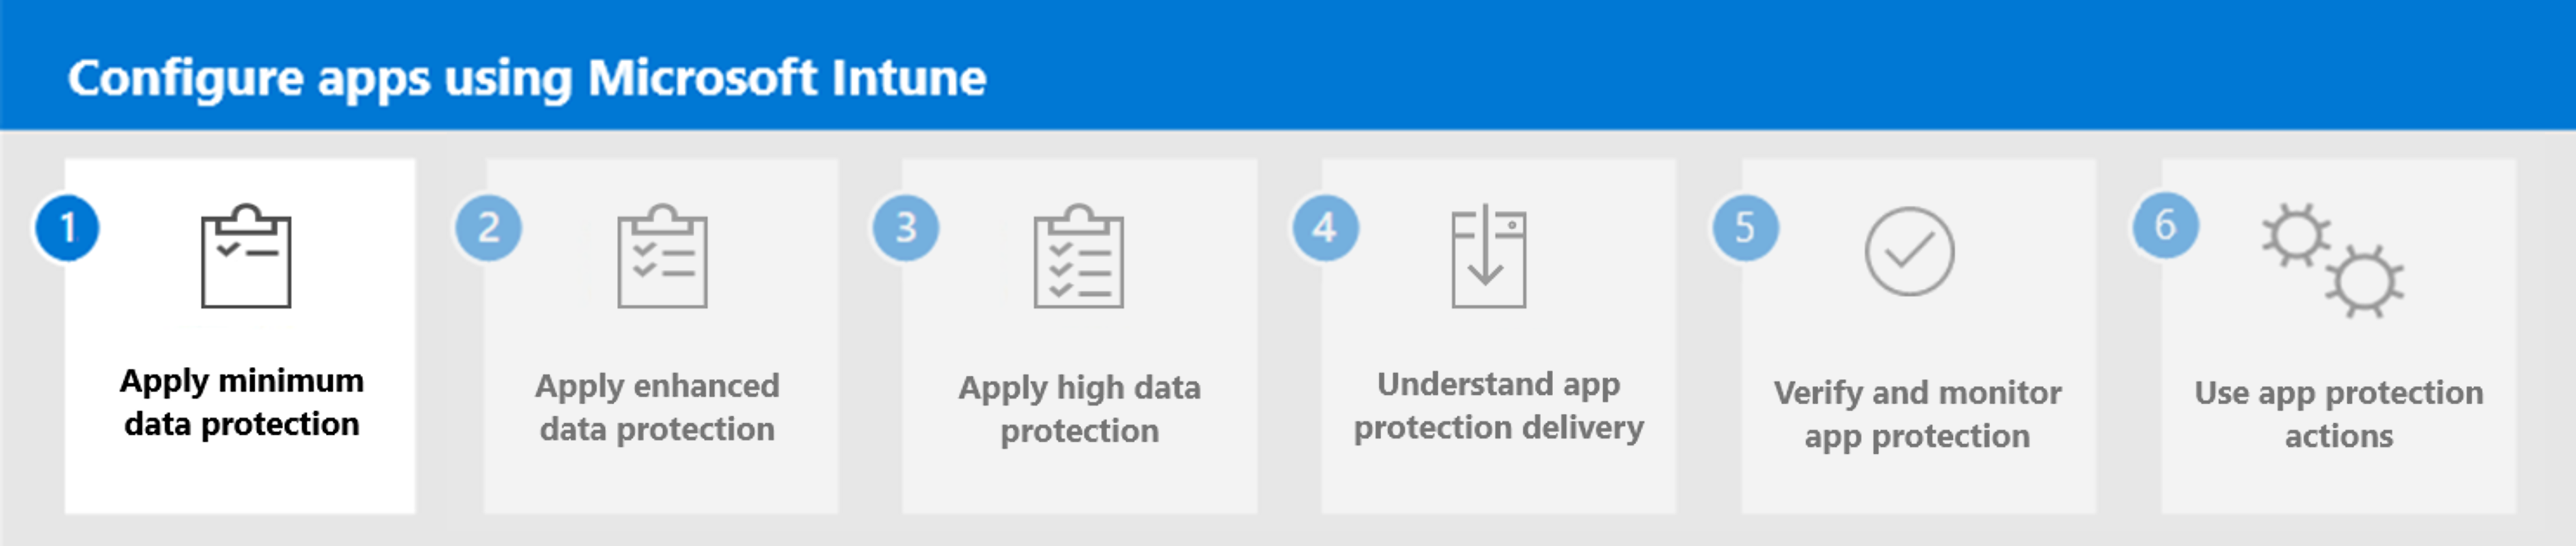 Configure apps using Microsoft Intune
1
Apply minimum
data protection
2
Apply enhanced
data protection
3
Apply high data
protection
4
Understand app
protection delivery
5
Verify and monitor
app protection
6
Use app protection
actions